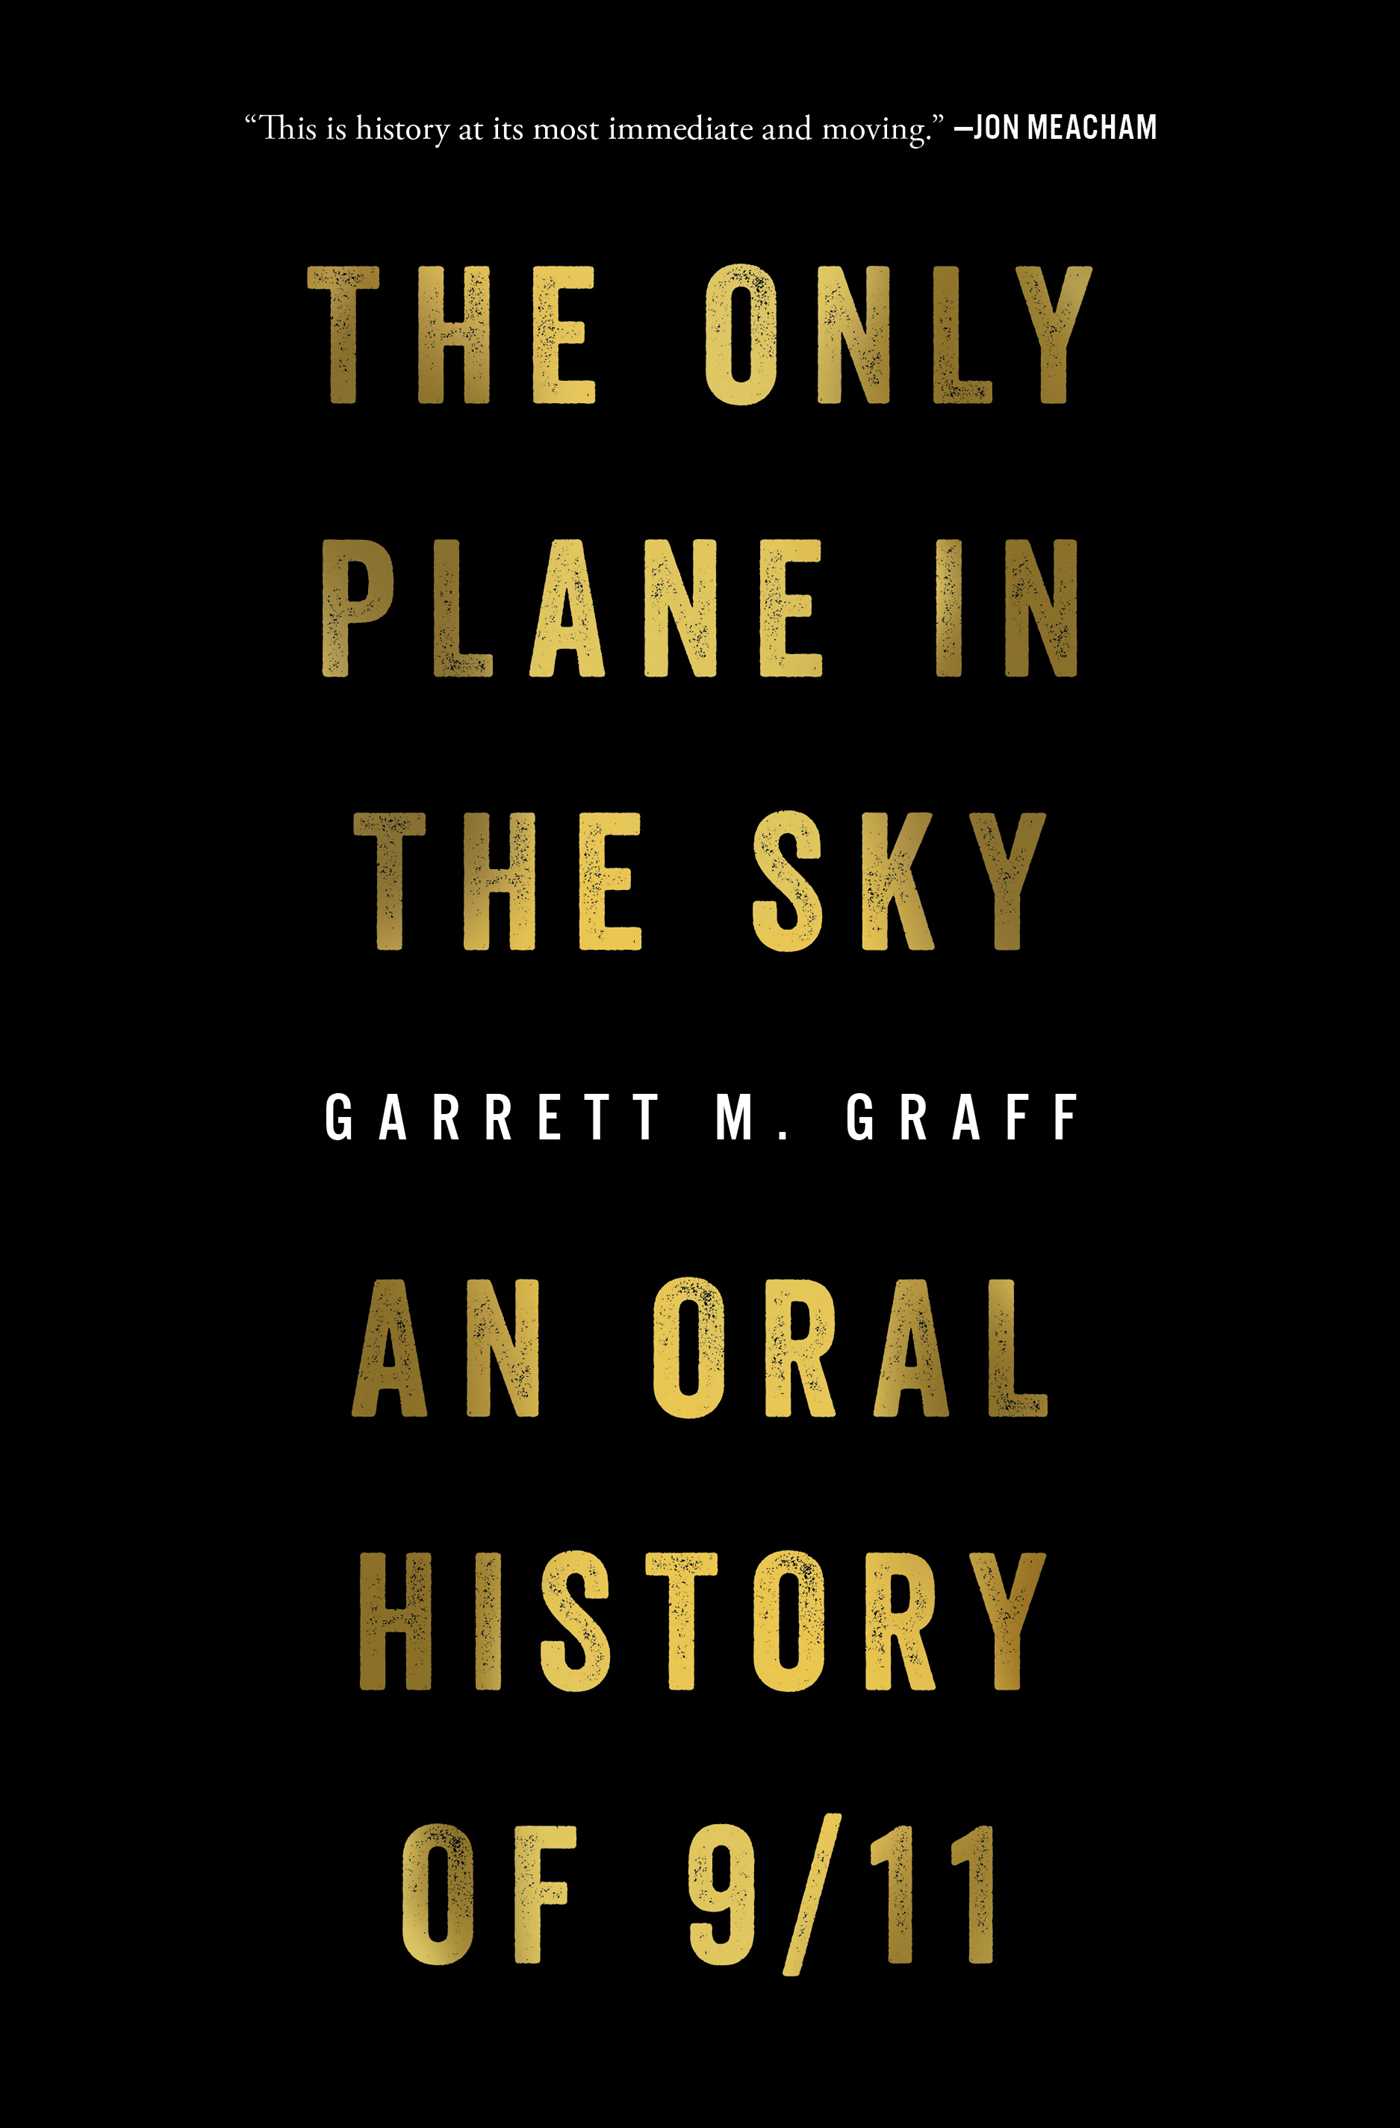 “This is history at its most immediate and moving.” —JON MEACHAM
THE ONLY
PLANE IN
THE SKY
GARRETT M. GRAFF
AN ORAL
HISTORY
OF 9/11